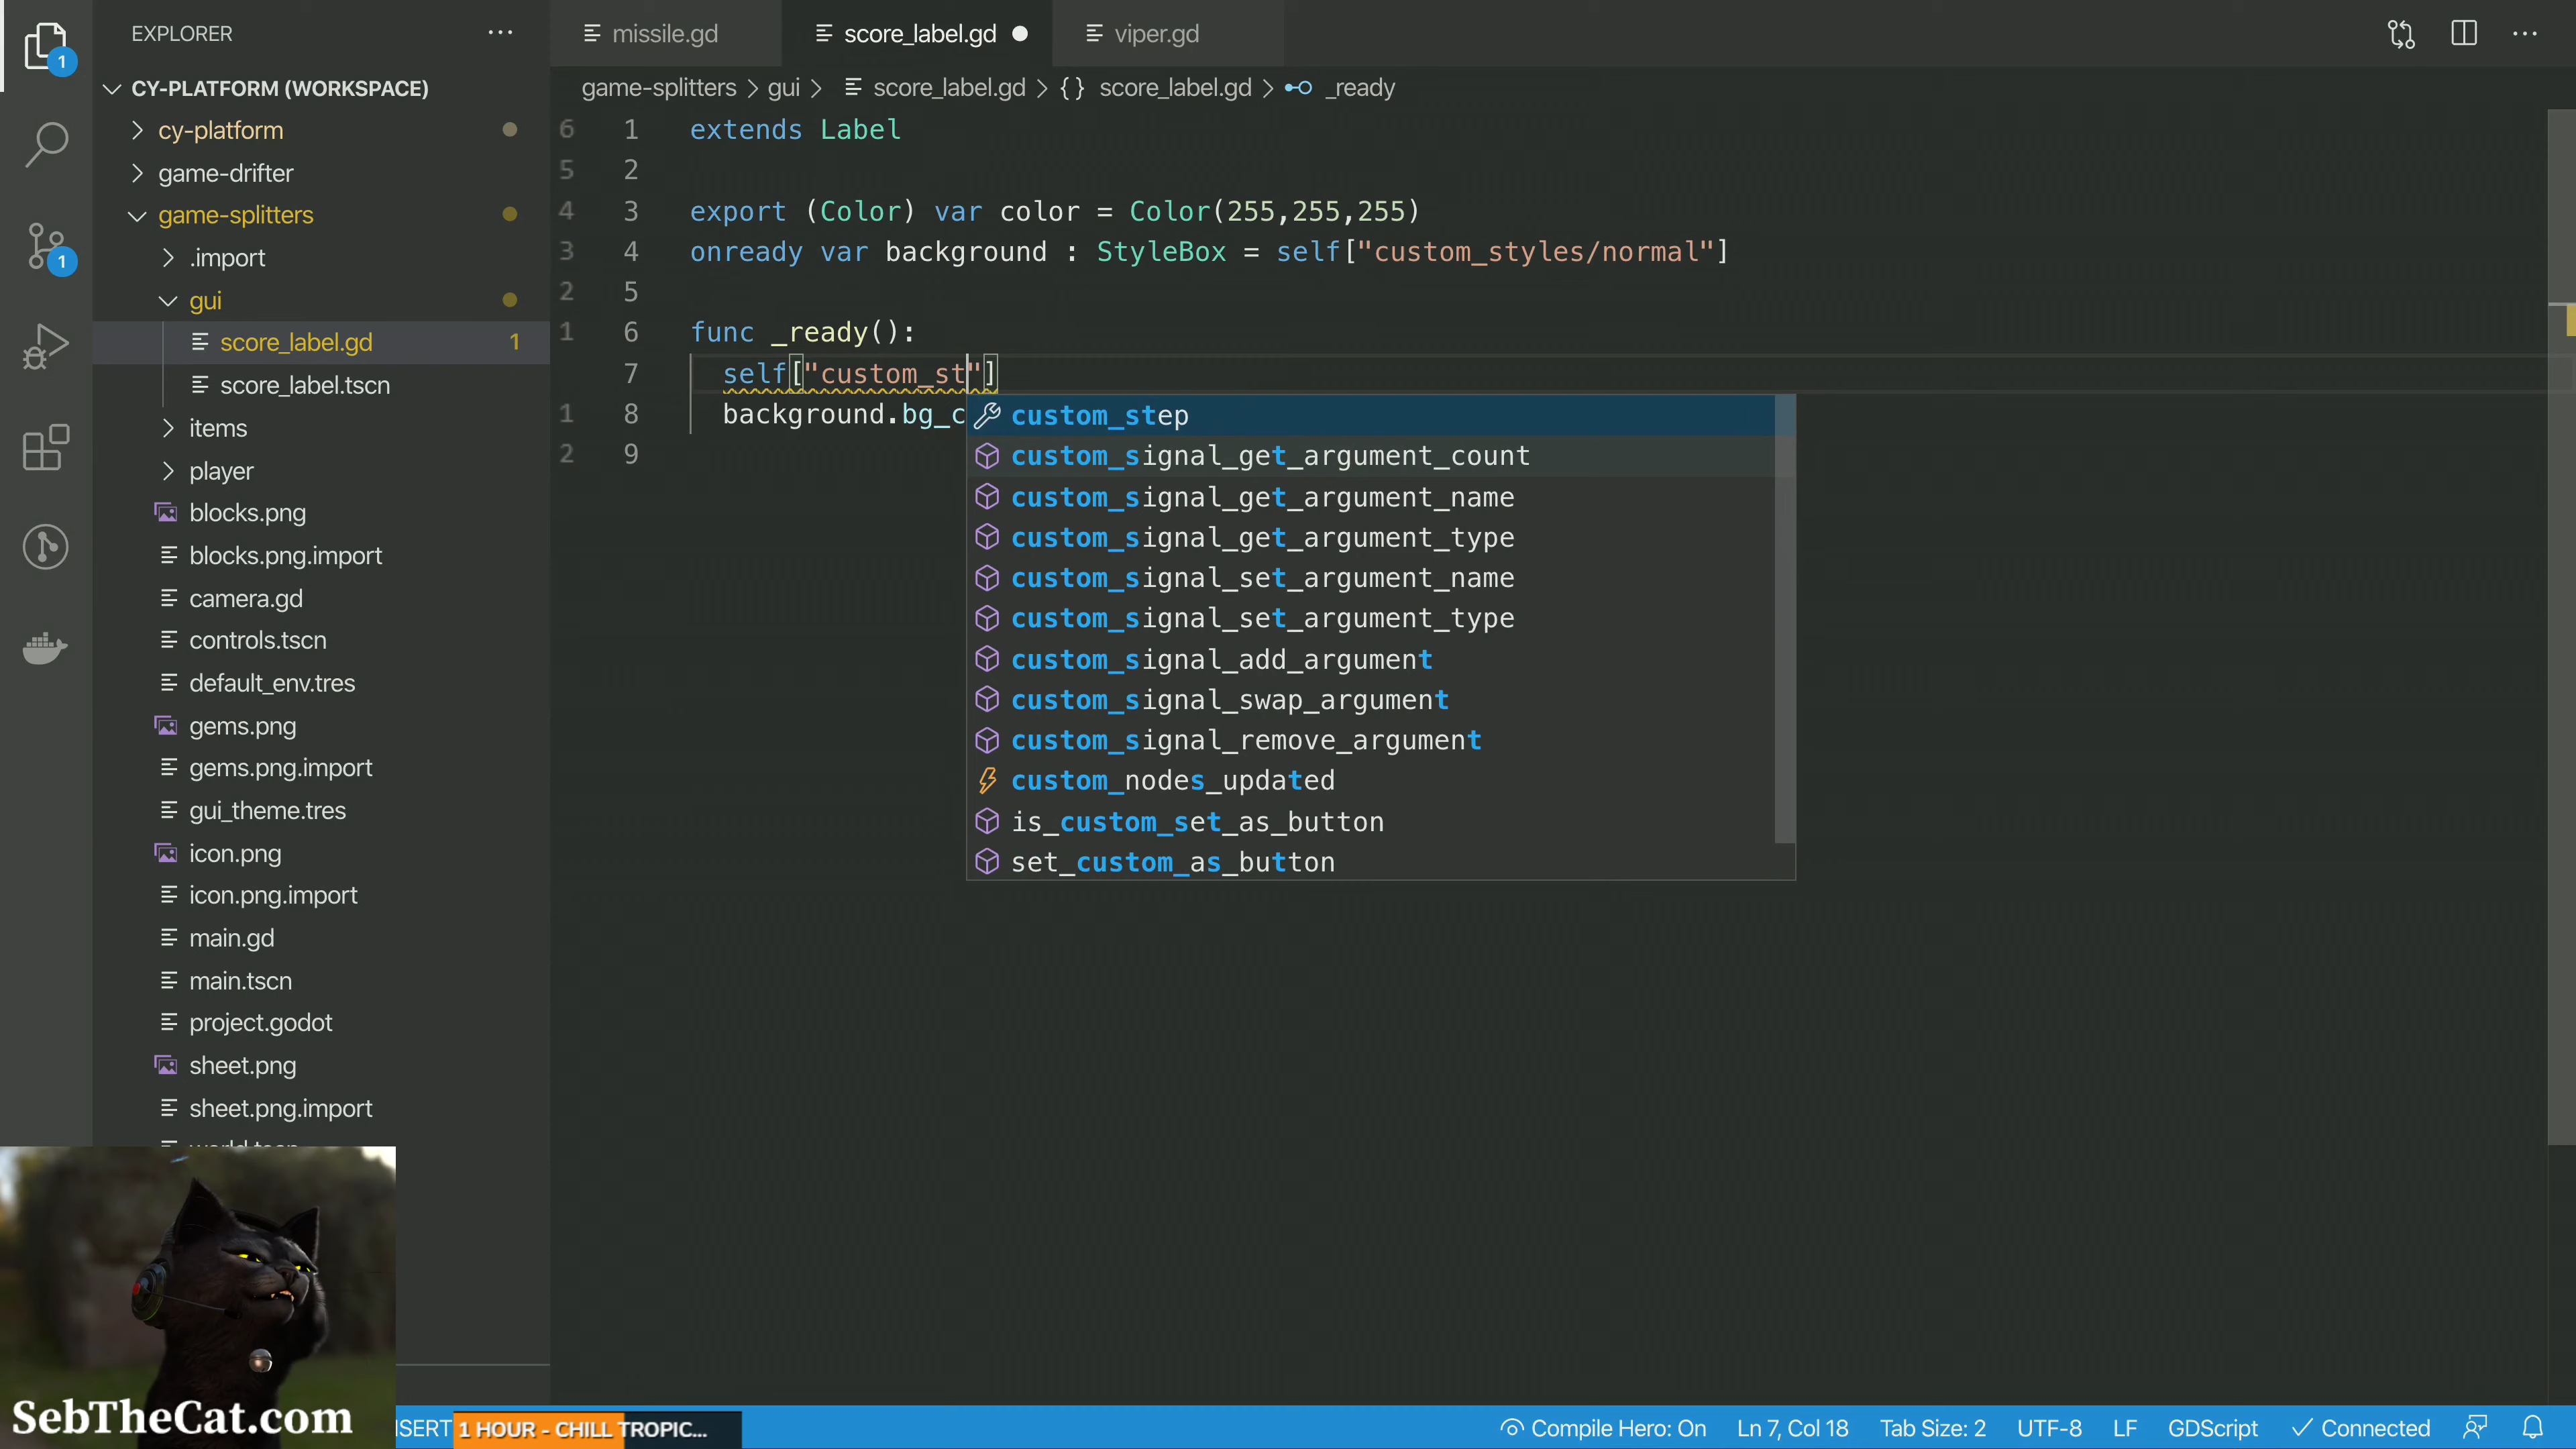 EXPLORER
missile.gd
score_label.gd
viper.gd
1
CY-PLATFORM (WORKSPACE)
game-splitters gui score_label.gd {} score_label.gd _ready
cy-platform
game-drifter
game-splitters
.import
gui
score_label.gd 1
score_label.tscn
items
player
blocks.png
blocks.png.import
camera.gd
controls.tscn
default_env.tres
gems.png
gems.png.import
gui_theme.tres
icon.png
icon.png.import
main.gd
main.tscn
project.godot
sheet.png
sheet.png.import
1
6 1 extends Label
5 2
4 3 export (Color) var color = Color(255,255,255)
3 4 onready var background : StyleBox = self["custom_styles/normal"]
2 5
1 6 func _ready():
7 self["custom_st"]
1 8 background.bg_c
2 9
custom_step
custom_signal_get_argument_count
custom_signal_get_argument_name
custom_signal_get_argument_type
custom_signal_set_argument_name
custom_signal_set_argument_type
custom_signal_add_argument
custom_signal_swap_argument
custom_signal_remove_argument
custom_nodes_updated
is_custom_set_as_button
set_custom_as_button
SebTheCat.com
NSERT
1 HOUR - CHILL TROPIC...
Compile Hero: On Ln 7, Col 18 Tab Size: 2 UTF-8 LF GDScript Connected